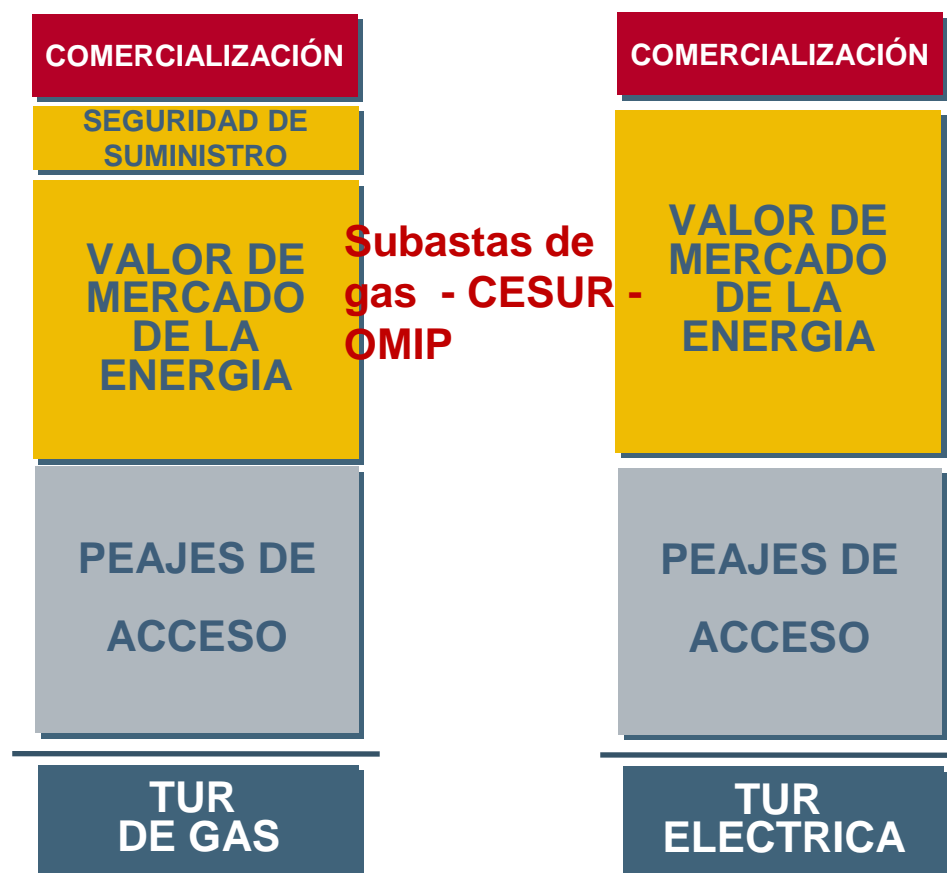 COMERCIALIZACIÓN
SEGURIDAD DE
SUMINISTRO
VALOR DE
MERCADO
DE LA
ENERGIA
PEAJES DE
ACCESO
TUR
DE GAS
Subastas de
gas - CESUR -
OMIP
COMERCIALIZACIÓN
VALOR DE
MERCADO
DE LA
ENERGIA
PEAJES DE
ACCESO
TUR
ELECTRICA